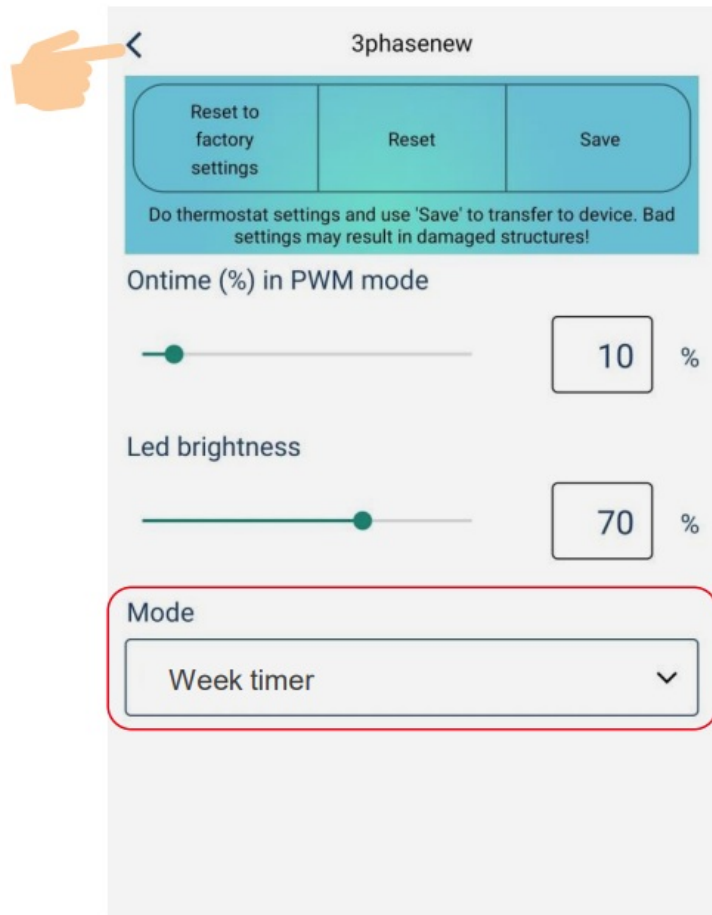 3phasenew
Reset to
factory
settings
Reset
Save
Do thermostat settings and use 'Save' to transfer to device. Bad
settings may result in damaged structures!
Ontime (%) in PWM mode
10 %
Led brightness
70 %
Mode
Week timer